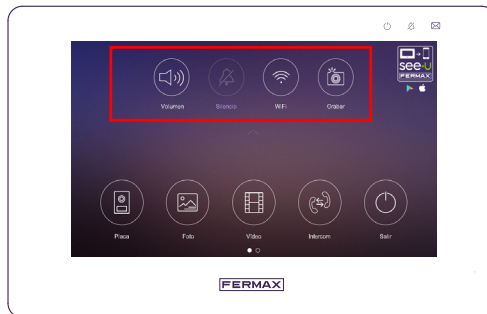 see-u
FERMAX
Volumen
Silencio
WiFi
Grabar
Placa
Foto
Vídeo
Intercom
Salir
FERMAX